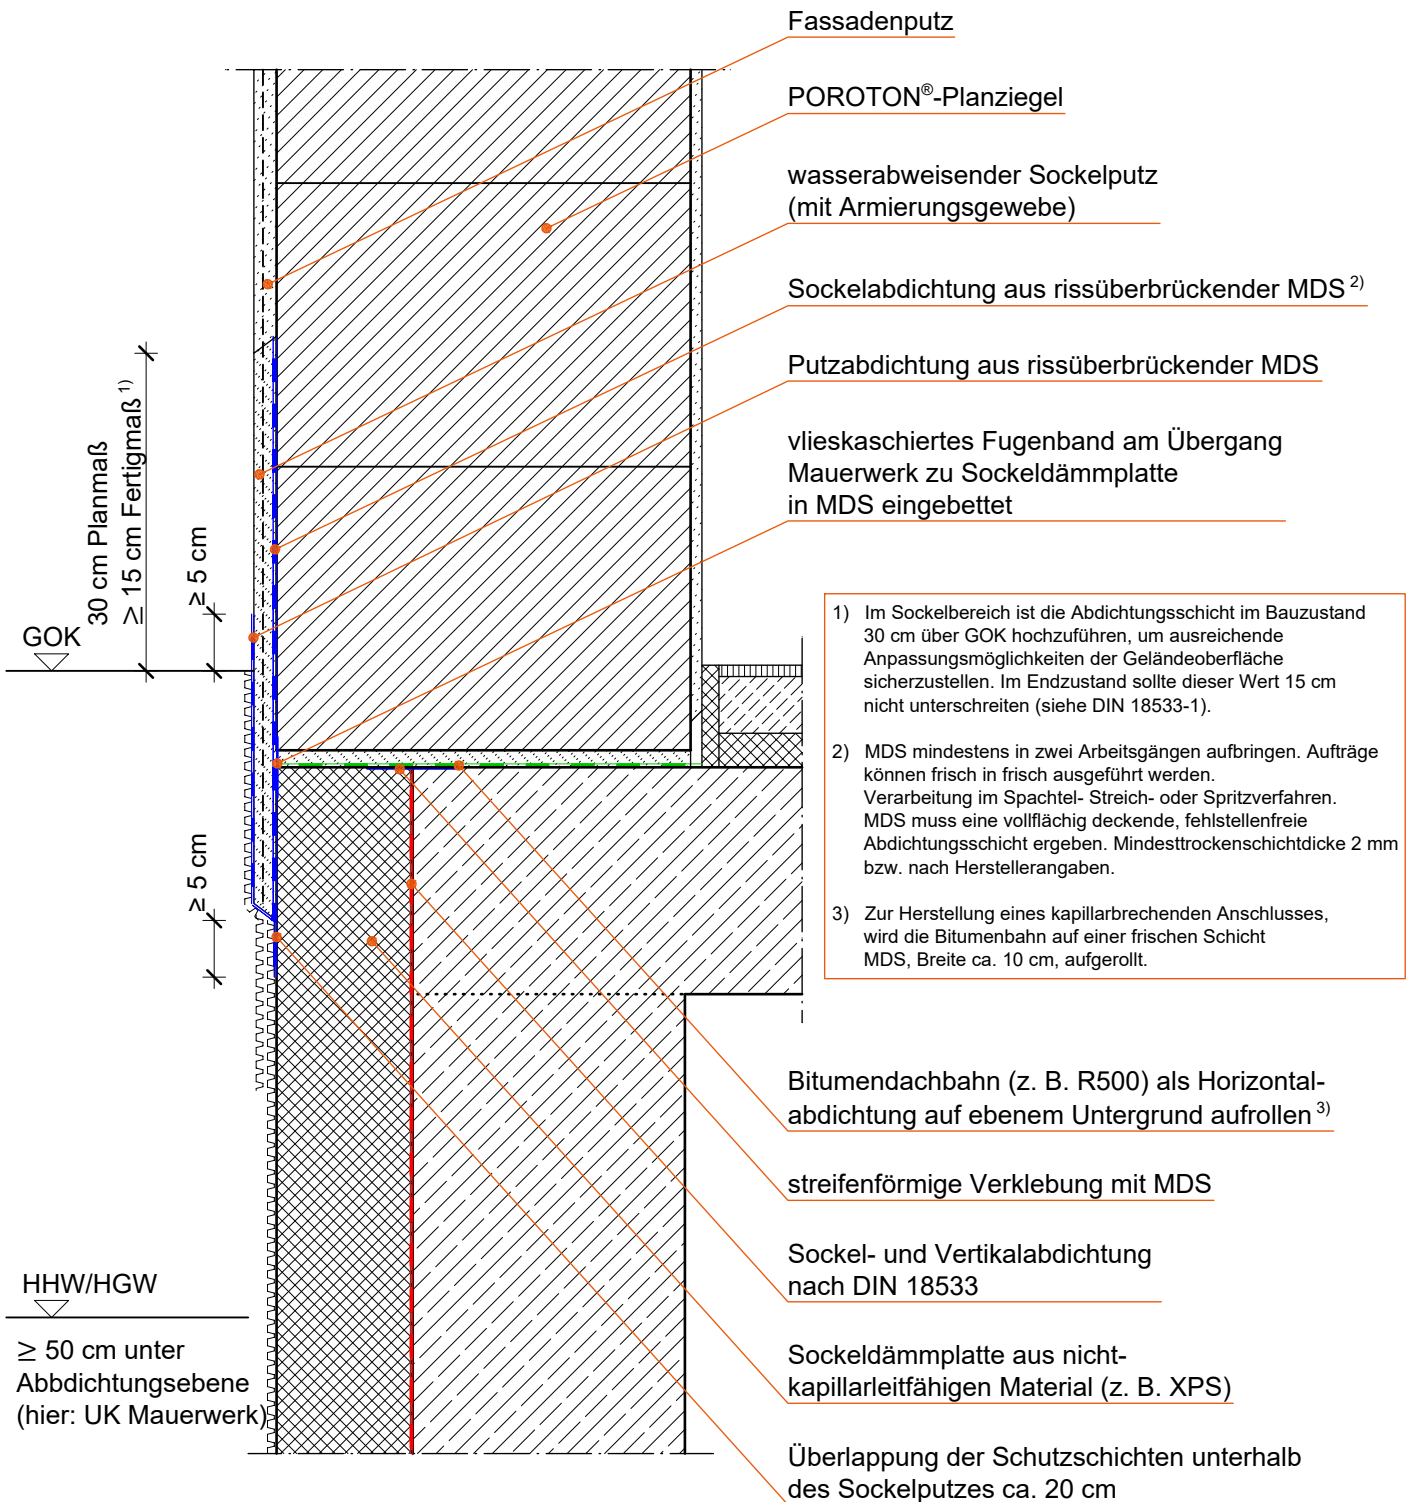 Fassadenputz
POROTON®-Planziegel
wasserabweisender Sockelputz
(mit Armierungsgewebe)
Sockelabdichtung aus rissüberbrückender MDS 2)
Putzabdichtung aus rissüberbrückender MDS
vlieskaschiertes Fugenband am Übergang
Mauerwerk zu Sockeldämmplatte
in MDS eingebettet
30 cm Planmaß
≥ 15 cm Fertigmaß 1)
≥ 5 cm
GOK
≥ 5 cm
1) Im Sockelbereich ist die Abdichtungsschicht im Bauzustand
30 cm über GOK hochzuführen, um ausreichende
Anpassungsmöglichkeiten der Geländeoberfläche
sicherzustellen. Im Endzustand sollte dieser Wert 15 cm
nicht unterschreiten (siehe DIN 18533-1).
2) MDS mindestens in zwei Arbeitsgängen aufbringen. Aufträge
können frisch in frisch ausgeführt werden.
Verarbeitung im Spachtel- Streich- oder Spritzverfahren.
MDS muss eine vollflächig deckende, fehlstellenfreie
Abdichtungsschicht ergeben. Mindesttrockenschichtdicke 2 mm
bzw. nach Herstellerangaben.
3) Zur Herstellung eines kapillarbrechenden Anschlusses,
wird die Bitumenbahn auf einer frischen Schicht
MDS, Breite ca. 10 cm, aufgerollt.
Bitumendachbahn (z. B. R500) als Horizontal-
abdichtung auf ebenem Untergrund aufrollen 3)
streifenförmige Verklebung mit MDS
Sockel- und Vertikalabdichtung
nach DIN 18533
Sockeldämmplatte aus nicht-
kapillarleitfähigen Material (z. B. XPS)
Überlappung der Schutzschichten unterhalb
des Sockelputzes ca. 20 cm
HHW/HGW
≥ 50 cm unter
Abbdichtungsebene
(hier: UK Mauerwerk)